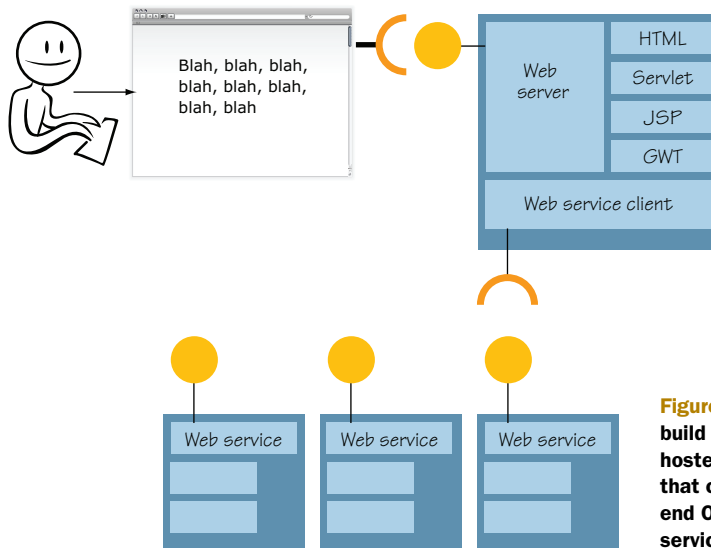 Blah, blah, blah,
blah, blah, blah,
blah, blah
Web
server
HTML
Servlet
JSP
GWT
Web service client
Web service
Web service
Web service
Figure
build
hoste
that c
end O
servic